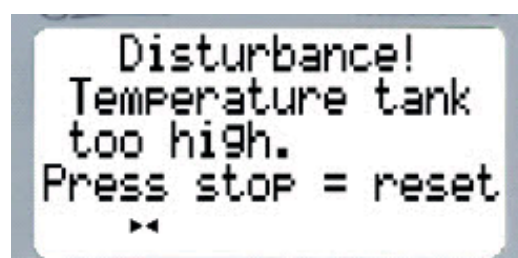 Disturbance!
Temperature tank
too high.
Press stop = reset